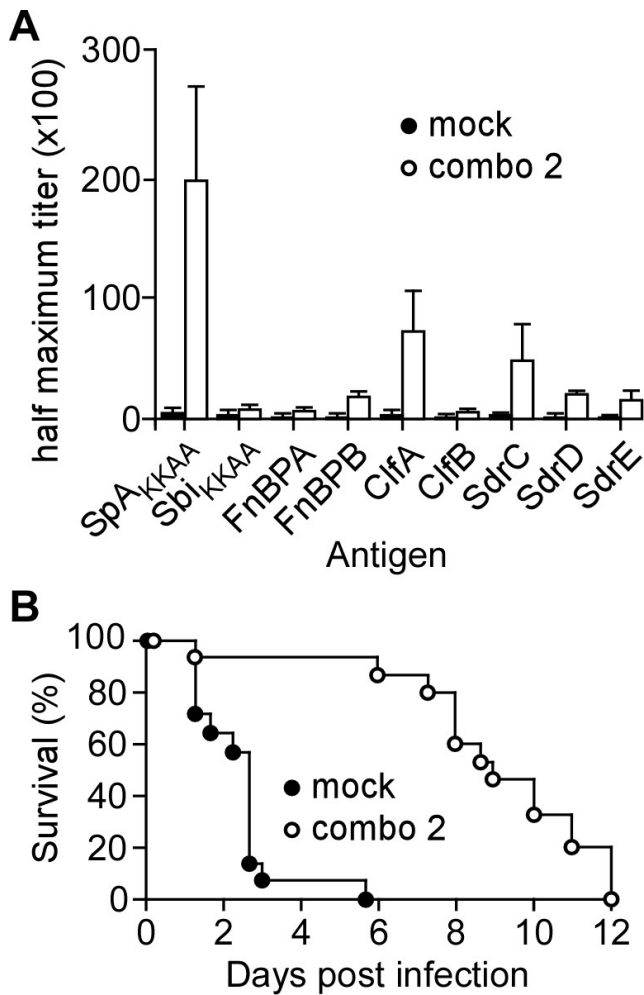 A
half maximum titer (x100)
300
200
100
0
mock
combo 2
SpAKKAA
SbiKKAA
FnBPA
FnBPB
ClfA
ClfB
SdrC
SdrD
SdrE
Antigen
B
Survival (%)
100
80
60
40
20
0
mock
combo 2
0 2 4 6 8 10 12
Days post infection